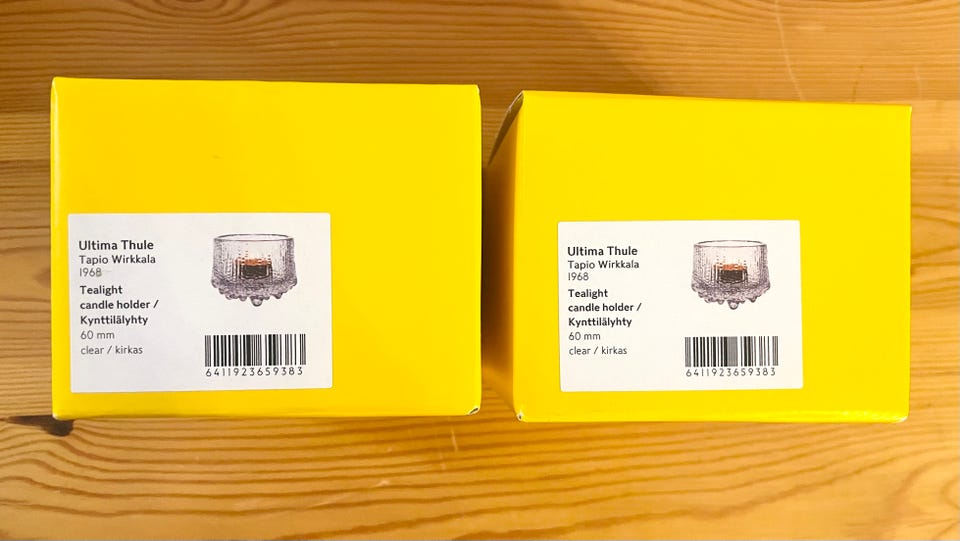 Ultima Thule
Tapio Wirkkala
1968
Tealight
candle holder /
Kynttilälyhty
60 mm
clear / kirkas
6411923659383
Ultima Thule
Tapio Wirkkala
1968
Tealight
candle holder /
Kynttilälyhty
60 mm
clear / kirkas
6411923659383